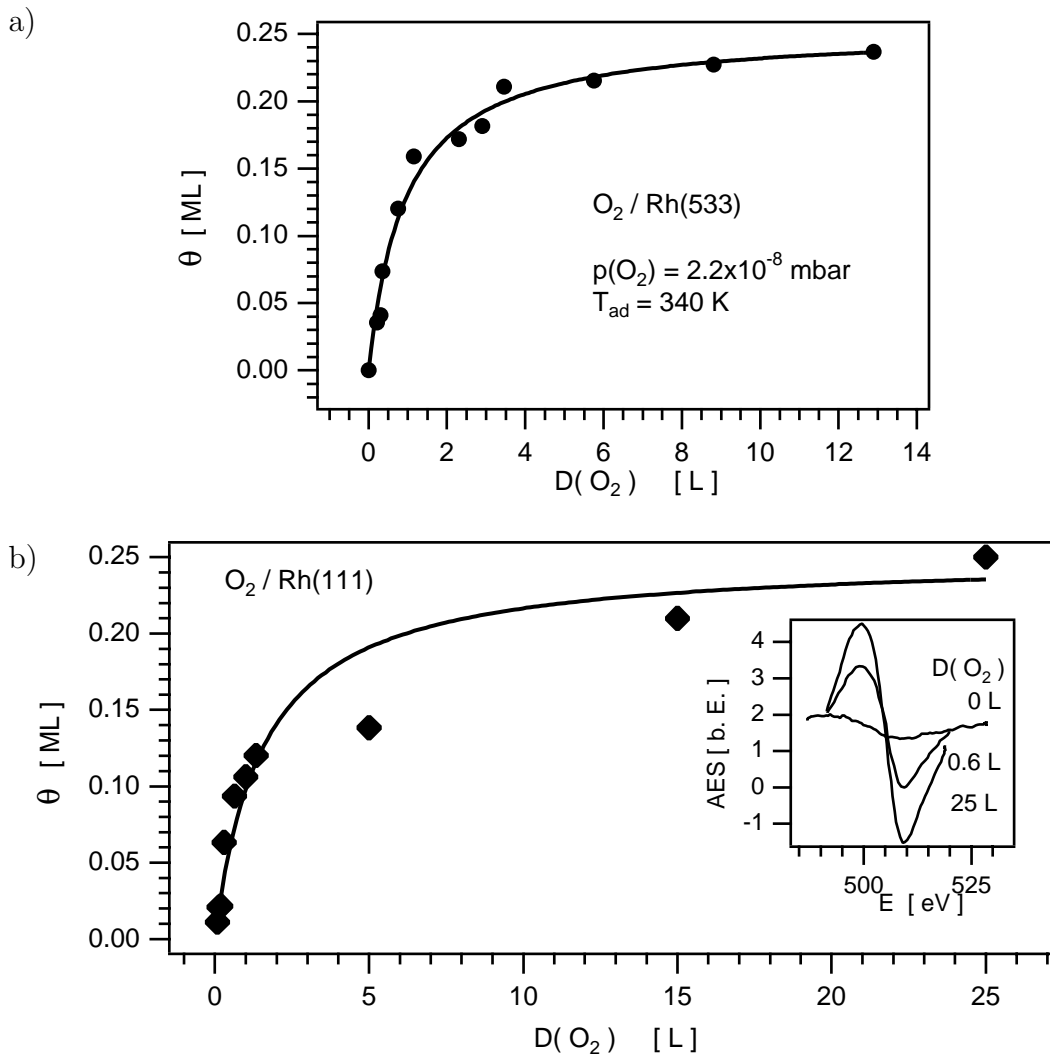 a)
θ [ML]
0.25
0.20
0.15
0.10
0.05
0.00
O₂ / Rh(533)
p(O₂) = 2.2x10⁻⁸ mbar
T_ad = 340 K
0 2 4 6 8 10 12 14
D( O₂ ) [ L ]
b)
θ [ML]
0.25
0.20
0.15
0.10
0.05
0.00
O₂ / Rh(111)
AES [ b. E. ]
4
3
2
1
0
-1
D( O₂ )
0 L
0.6 L
25 L
500 525
E [ eV ]
0 5 10 15 20 25
D( O₂ ) [ L ]